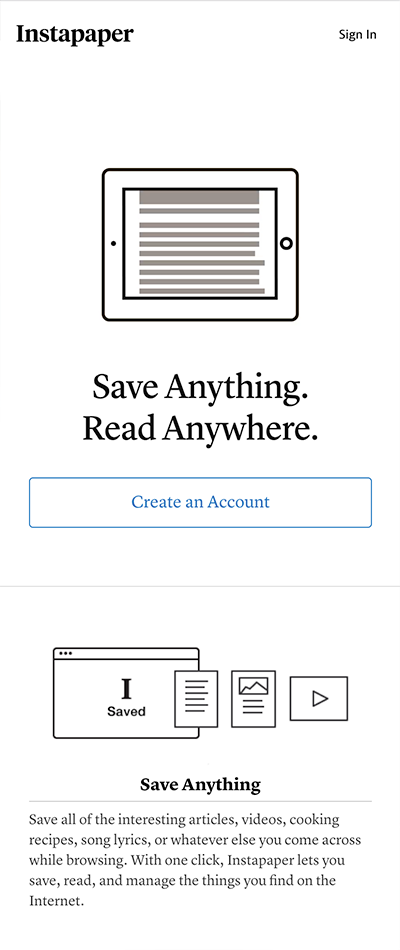 Instapaper
Sign In
Save Anything.
Read Anywhere.
Create an Account
I
Saved
Save Anything
Save all of the interesting articles, videos, cooking
recipes, song lyrics, or whatever else you come across
while browsing. With one click, Instapaper lets you
save, read, and manage the things you find on the
Internet.